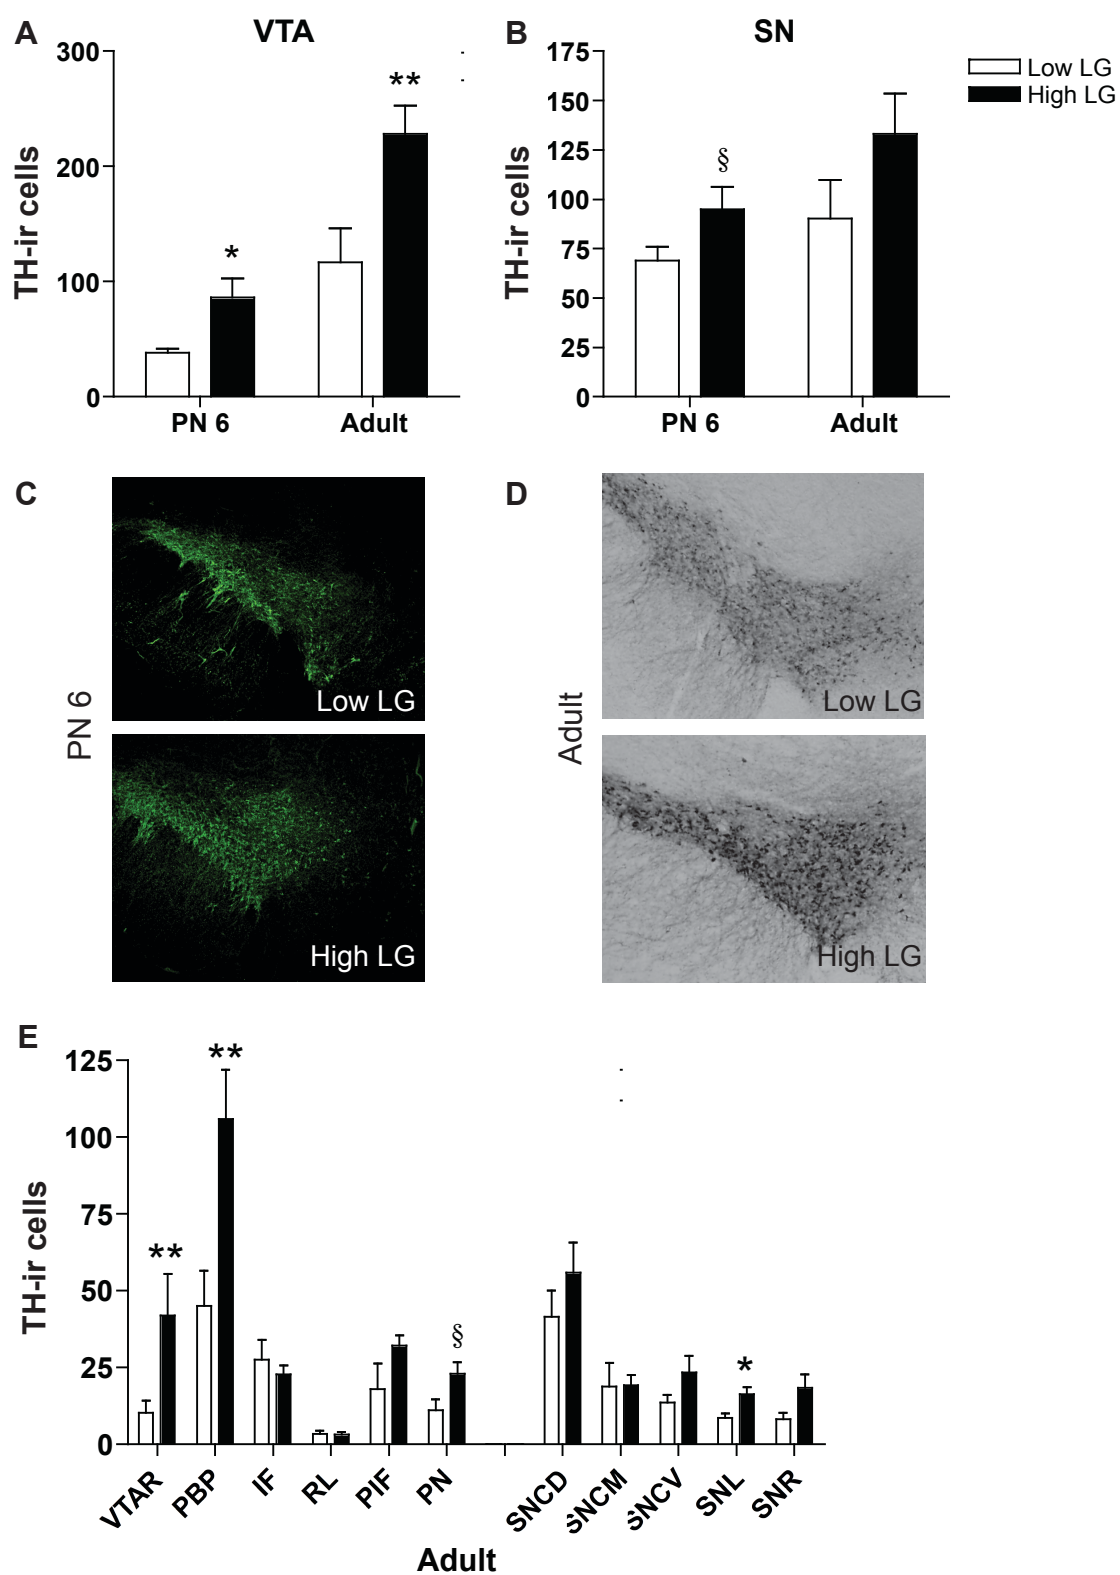 A VTA
300
200
100
0
TH-ir cells
*
**
PN 6 Adult
B SN
175
150
125
100
75
50
25
0
TH-ir cells
§
PN 6 Adult
Low LG
High LG
C
PN 6
Low LG
High LG
D
Adult
Low LG
High LG
E
125
100
75
50
25
0
TH-ir cells
**
**
§
*
VTAR PBP IF RL PIF PN SNCD SNCM SNCV SNL SNR
Adult